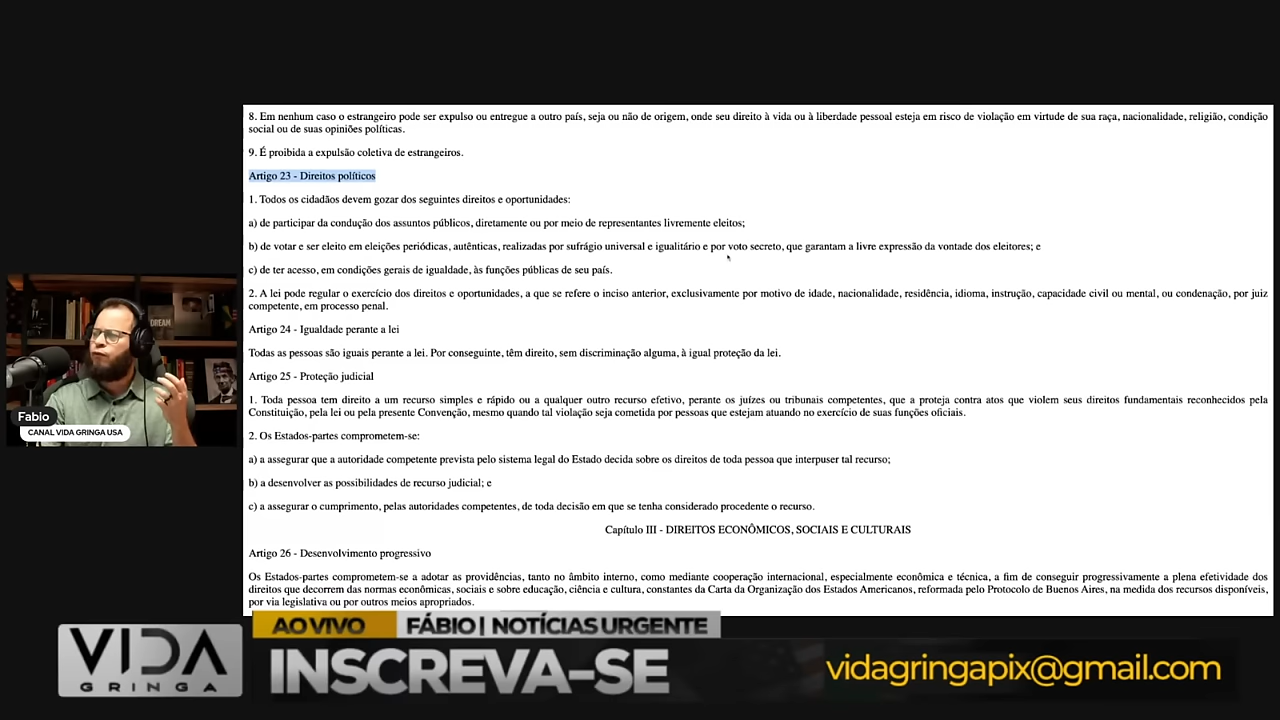 8. Em nenhum caso o estrangeiro pode ser expulso ou entregue a outro país, seja ou não de origem, onde seu direito à vida ou à liberdade pessoal esteja em risco de violação em virtude de sua raça, nacionalidade, religião, condição
social ou de suas opiniões políticas.
9. É proibida a expulsão coletiva de estrangeiros.
Artigo 23 - Direitos políticos
1. Todos os cidadãos devem gozar dos seguintes direitos e oportunidades:
a) de participar da condução dos assuntos públicos, diretamente ou por meio de representantes livremente eleitos;
b) de votar e ser eleito em eleições periódicas, autênticas, realizadas por sufrágio universal e igualitário e por voto secreto, que garantam a livre expressão da vontade dos eleitores; e
c) de ter acesso, em condições gerais de igualdade, às funções públicas de seu país.
2. A lei pode regular o exercício dos direitos e oportunidades, a que se refere o inciso anterior, exclusivamente por motivo de idade, nacionalidade, residência, idioma, instrução, capacidade civil ou mental, ou condenação, por juiz
competente, em processo penal.
Artigo 24 - Igualdade perante a lei
Todas as pessoas são iguais perante a lei. Por conseguinte, têm direito, sem discriminação alguma, à igual proteção da lei.
Artigo 25 - Proteção judicial
1. Toda pessoa tem direito a um recurso simples e rápido ou a qualquer outro recurso efetivo, perante os juízes ou tribunais competentes, que a proteja contra atos que violem seus direitos fundamentais reconhecidos pela
Constituição, pela lei ou pela presente Convenção, mesmo quando tal violação seja cometida por pessoas que estejam atuando no exercício de suas funções oficiais.
2. Os Estados-partes comprometem-se:
a) a assegurar que a autoridade competente prevista pelo sistema legal do Estado decida sobre os direitos de toda pessoa que interpuser tal recurso;
b) a desenvolver as possibilidades de recurso judicial; e
c) a assegurar o cumprimento, pelas autoridades competentes, de toda decisão em que se tenha considerado procedente o recurso.
Capítulo III - DIREITOS ECONÔMICOS, SOCIAIS E CULTURAIS
Artigo 26 - Desenvolvimento progressivo
Os Estados-partes comprometem-se a adotar as providências, tanto no âmbito interno, como mediante cooperação internacional, especialmente econômica e técnica, a fim de conseguir progressivamente a plena efetividade dos
direitos que decorrem das normas econômicas, sociais e sobre educação, ciência e cultura, constantes da Carta da Organização dos Estados Americanos, reformada pelo Protocolo de Buenos Aires, na medida dos recursos disponíveis,
por via legislativa ou por outros meios apropriados.
DREAM
Fabio
CANAL VIDA GRINGA USA
AO VIVO
FÁBIO | NOTÍCIAS URGENTE
VIDA
GRINGA
INSCREVA-SE
vidagringapix@gmail.com